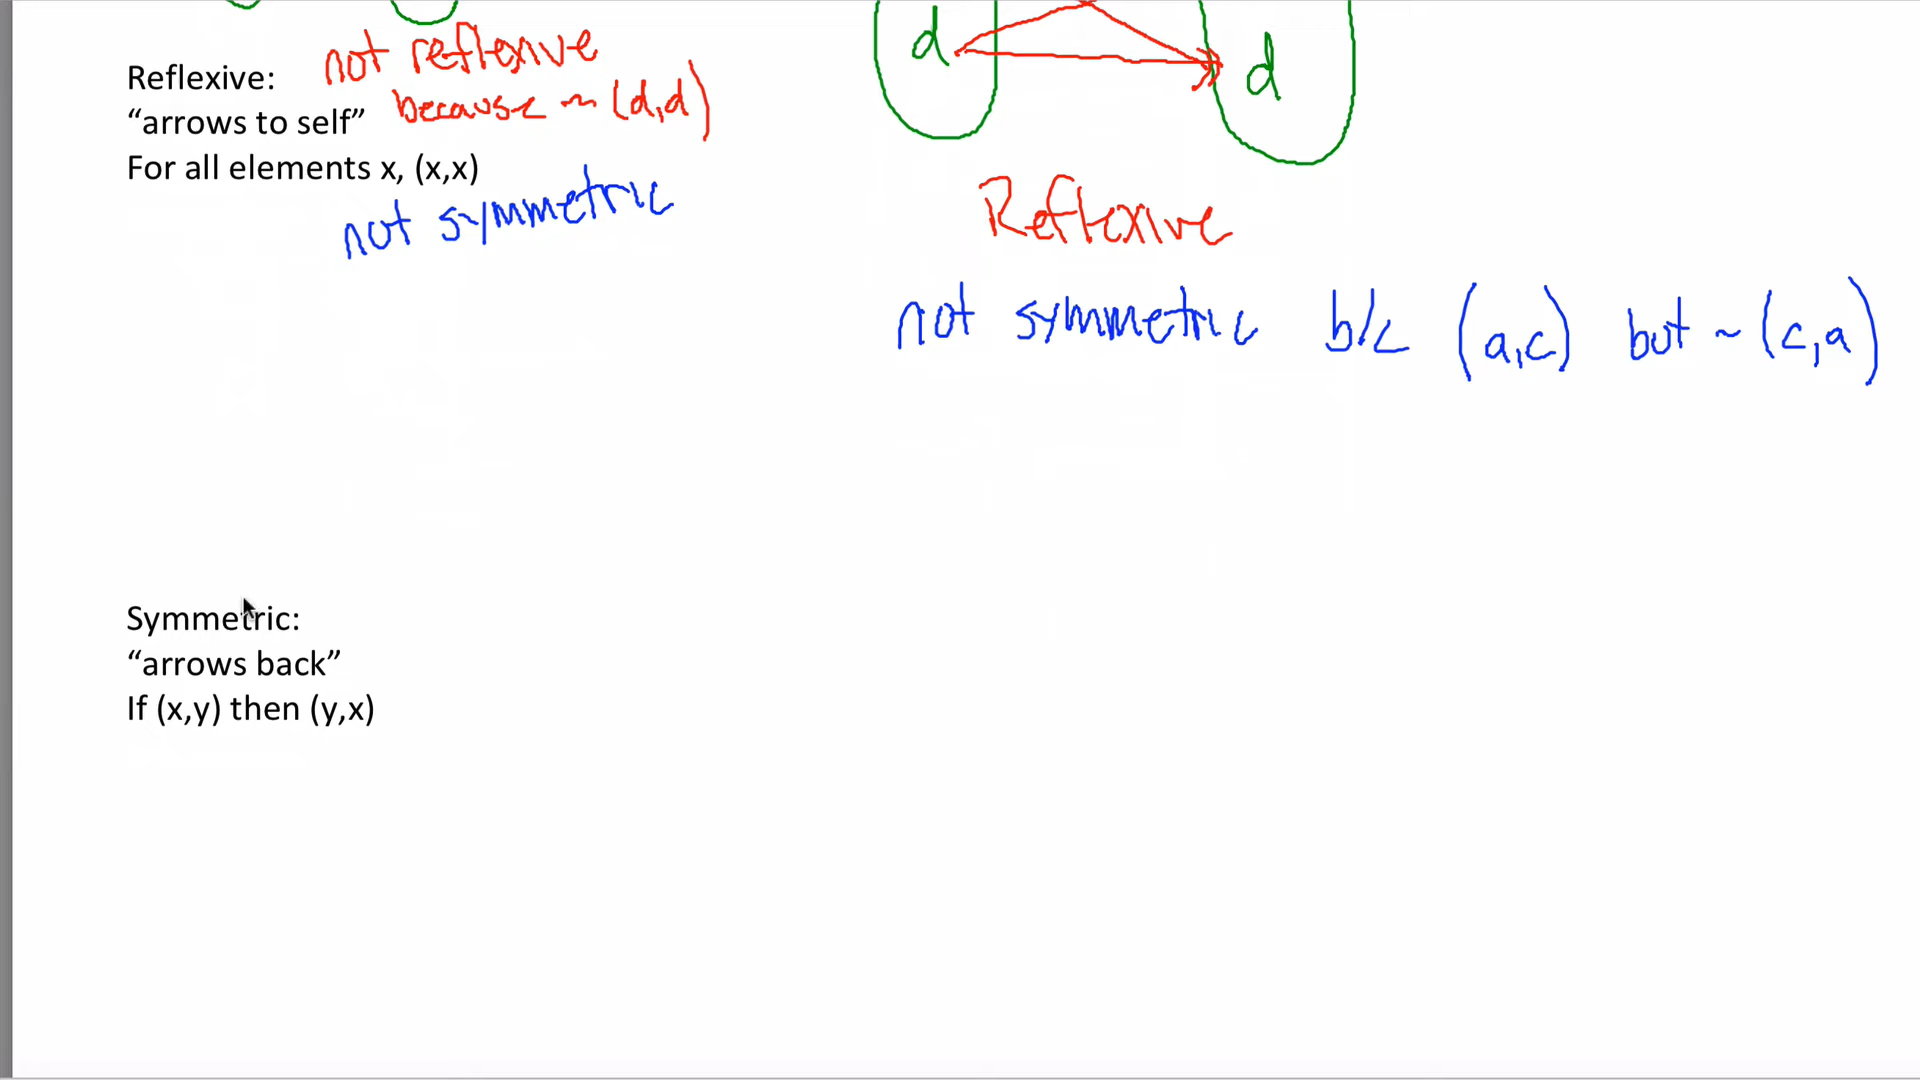 d d
not reflexive
Reflexive:
because ~ (d,d)
“arrows to self”
For all elements x, (x,x)
not symmetric
Reflexive
not symmetric b/c (a,c) but ~ (c,a)
Symmetric:
“arrows back”
If (x,y) then (y,x)